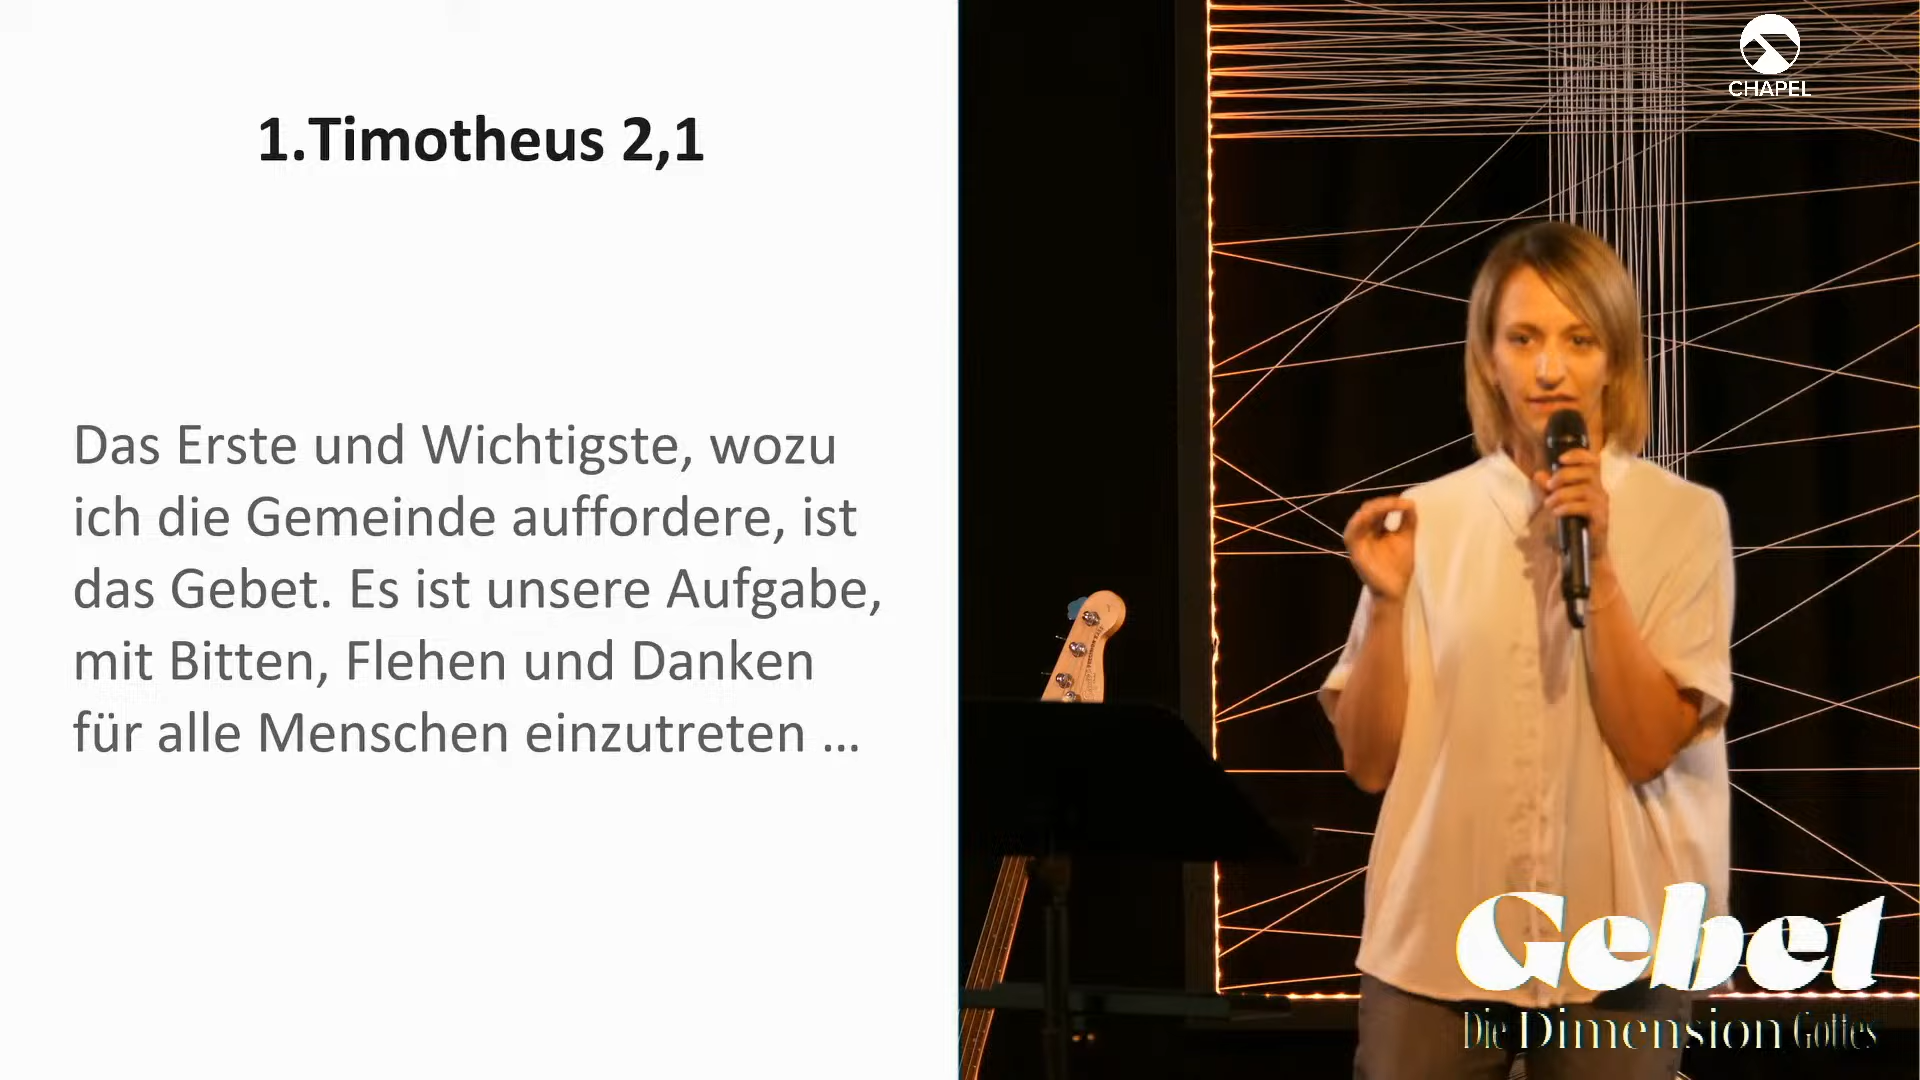 1.Timotheus 2,1
Das Erste und Wichtigste, wozu
ich die Gemeinde auffordere, ist
das Gebet. Es ist unsere Aufgabe,
mit Bitten, Flehen und Danken
für alle Menschen einzutreten ...
CHAPEL
Gebet
Die Dimension Gottes